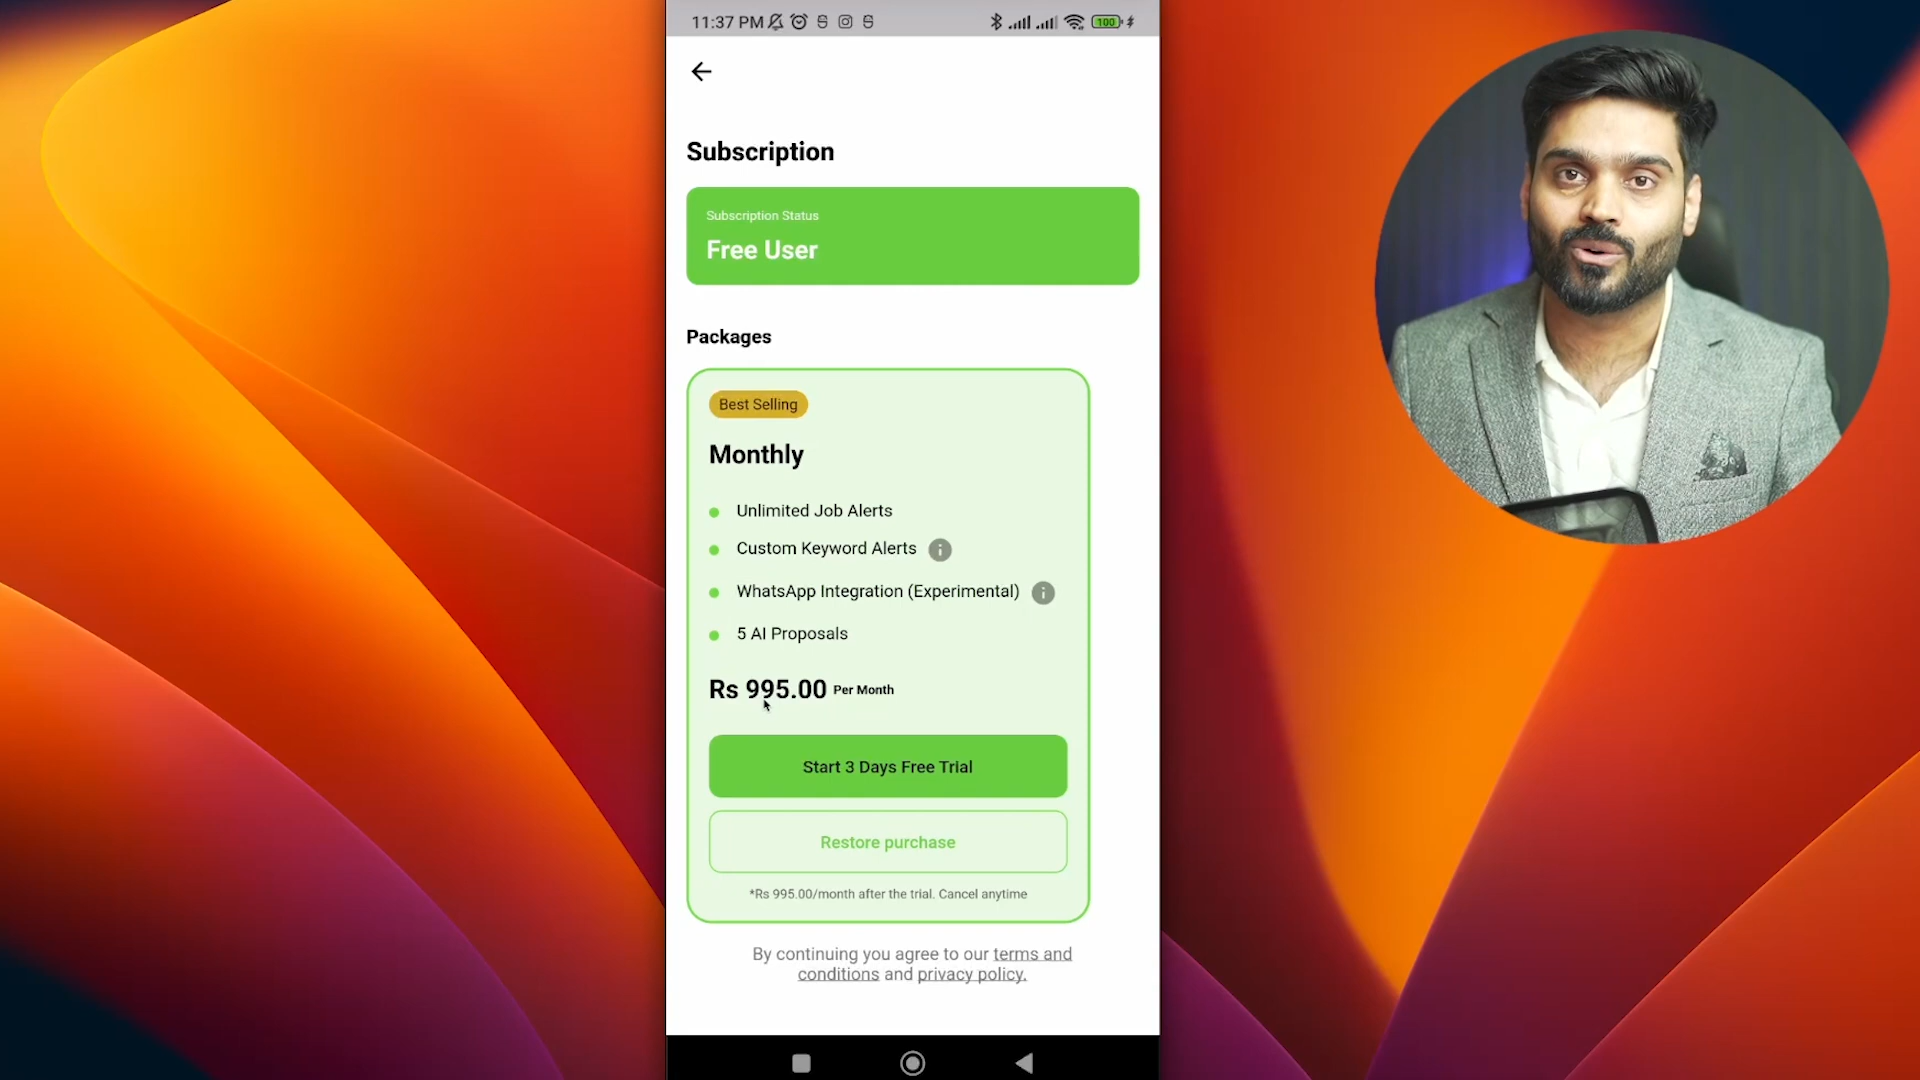 11:37 PM
100
Subscription
Subscription Status
Free User
Packages
Best Selling
Monthly
Unlimited Job Alerts
Custom Keyword Alerts
WhatsApp Integration (Experimental)
5 AI Proposals
Rs 995.00 Per Month
Start 3 Days Free Trial
Restore purchase
*Rs 995.00/month after the trial. Cancel anytime
By continuing you agree to our terms and
conditions and privacy policy.